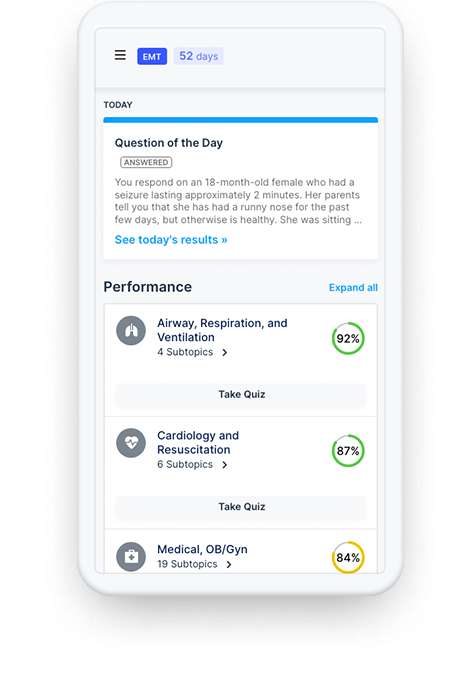 EMT 52 days
TODAY
Question of the Day
ANSWERED
You respond on an 18-month-old female who had a
seizure lasting approximately 2 minutes. Her parents
tell you that she has had a runny nose for the past
few days, but otherwise is healthy. She was sitting ...
See today's results »
Performance Expand all
Airway, Respiration, and
Ventilation
4 Subtopics
92%
Take Quiz
Cardiology and
Resuscitation
6 Subtopics
87%
Take Quiz
Medical, OB/Gyn
19 Subtopics
84%